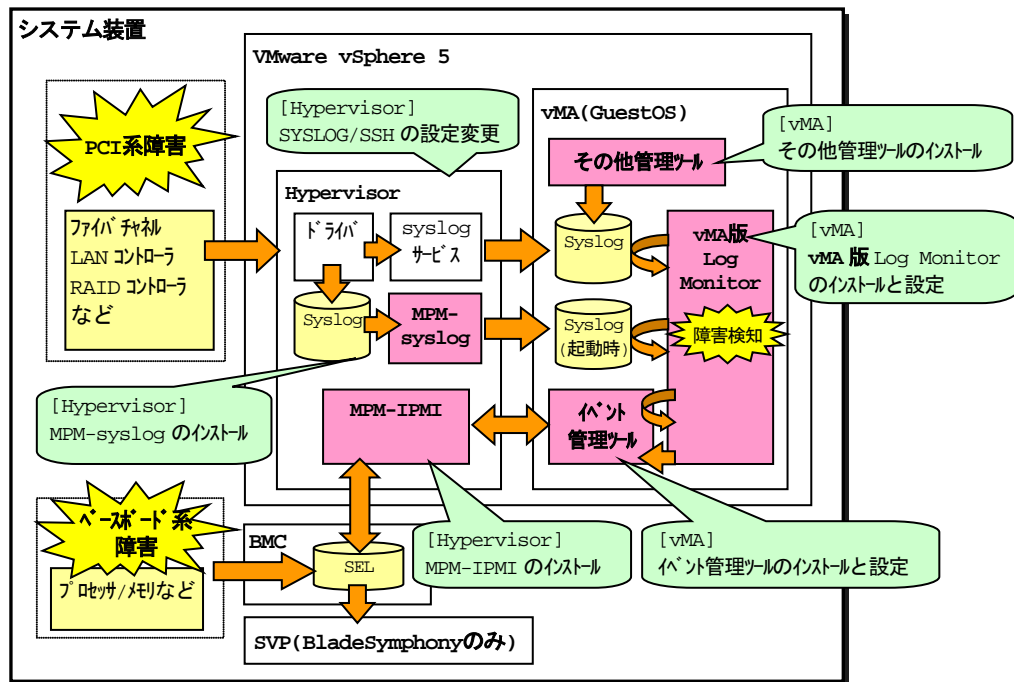 システム装置
VMware vSphere 5
PCI系障害
ファイバチャネル
LAN コントローラ
RAID コントローラ
など
[Hypervisor]
SYSLOG/SSH の設定変更
Hypervisor
ドライバ
syslog
サービス
Syslog
MPM-
syslog
MPM-IPMI
vMA(GuestOS)
その他管理ツール
Syslog
vMA版
Log
Monitor
Syslog
(起動時)
障害検知
イベント
管理ツール
[vMA]
その他管理ツールのインストール
[vMA]
vMA 版 Log Monitor
のインストールと設定
[Hypervisor]
MPM-syslog のインストール
ベースボード系
障害
プロセッサ/メモリなど
BMC
SEL
[Hypervisor]
MPM-IPMI のインストール
[vMA]
イベント管理ツールのインストールと設定
SVP(BladeSymphonyのみ)